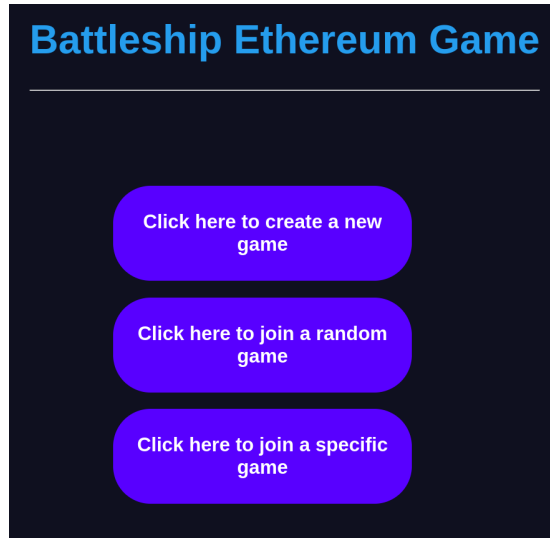 Battleship Ethereum Game
Click here to create a new
game
Click here to join a random
game
Click here to join a specific
game